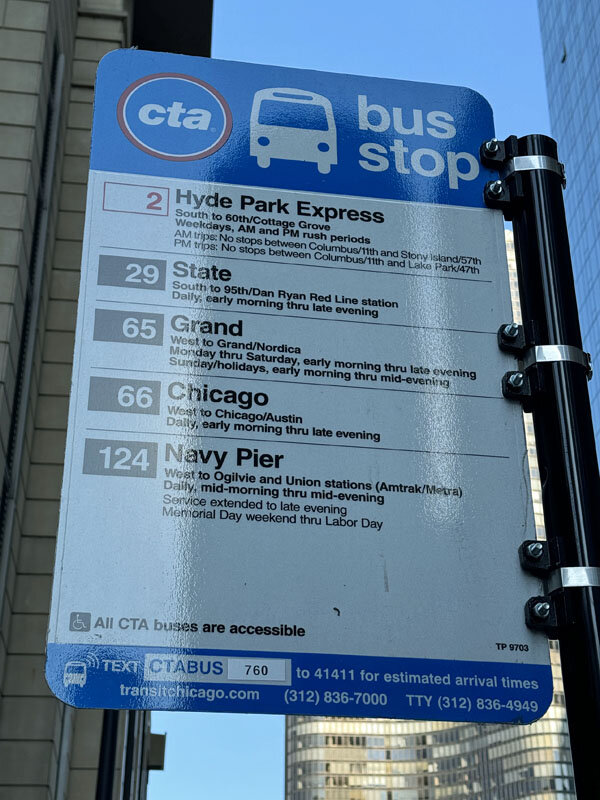 cta
bus
stop
2 Hyde Park Express
South to 60th/Cottage Grove
Weekdays, AM and PM rush periods
AM trips: No stops between Columbus/11th and Stony Island/57th
PM trips: No stops between Columbus/11th and Lake Park/47th
29 State
South to 95th/Dan Ryan Red Line station
Daily, early morning thru late evening
65 Grand
West to Grand/Nordica
Monday thru Saturday, early morning thru late evening
Sunday/holidays, early morning thru mid-evening
66 Chicago
West to Chicago/Austin
Daily, early morning thru late evening
124 Navy Pier
West to Ogilvie and Union stations (Amtrak/Metra)
Daily, mid-morning thru mid-evening
Service extended to late evening
Memorial Day weekend thru Labor Day
All CTA buses are accessible
TP 9703
TEXT CTABUS 760 to 41411 for estimated arrival times
transitchicago.com (312) 836-7000 TTY (312) 836-4949